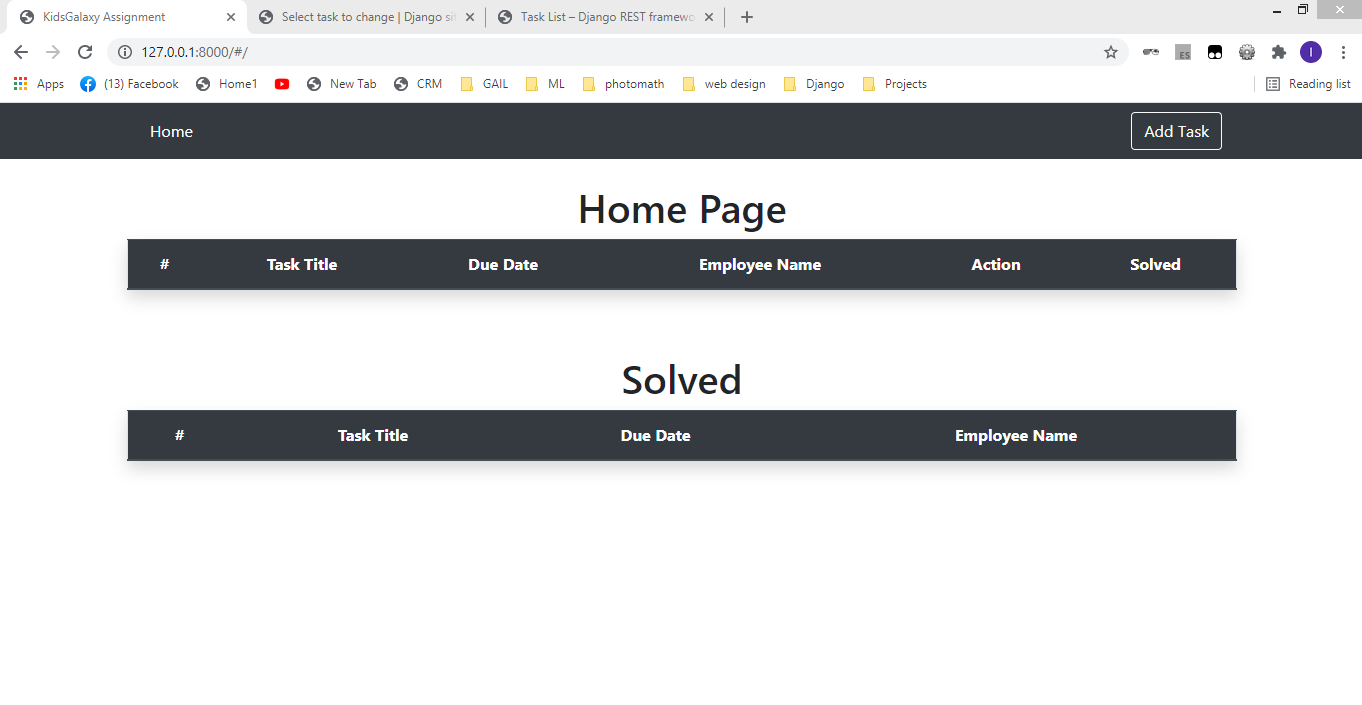 KidsGalaxy Assignment
Select task to change | Django sit
Task List – Django REST framewo
127.0.0.1:8000/#/
ES
I
Apps
(13) Facebook
Home1
New Tab
CRM
GAIL
ML
photomath
web design
Django
Projects
Reading list
Home
Add Task
Home Page
# Task Title Due Date Employee Name Action Solved
Solved
# Task Title Due Date Employee Name